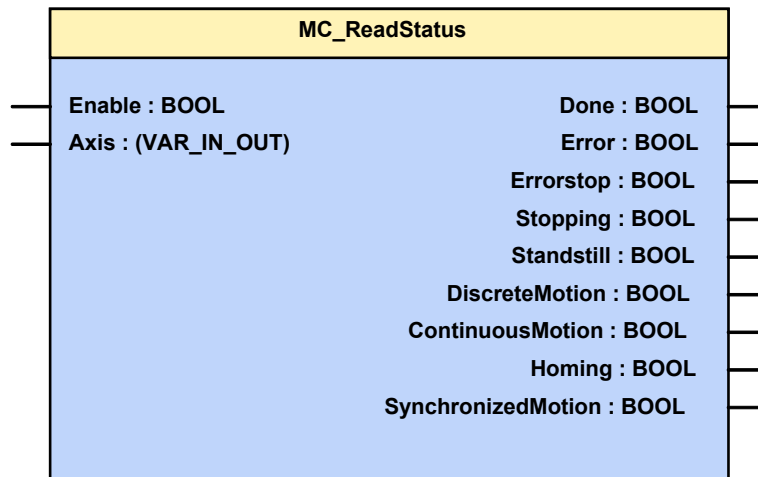 MC_ReadStatus
Enable : BOOL Done : BOOL
Axis : (VAR_IN_OUT) Error : BOOL
Errorstop : BOOL
Stopping : BOOL
Standstill : BOOL
DiscreteMotion : BOOL
ContinuousMotion : BOOL
Homing : BOOL
SynchronizedMotion : BOOL